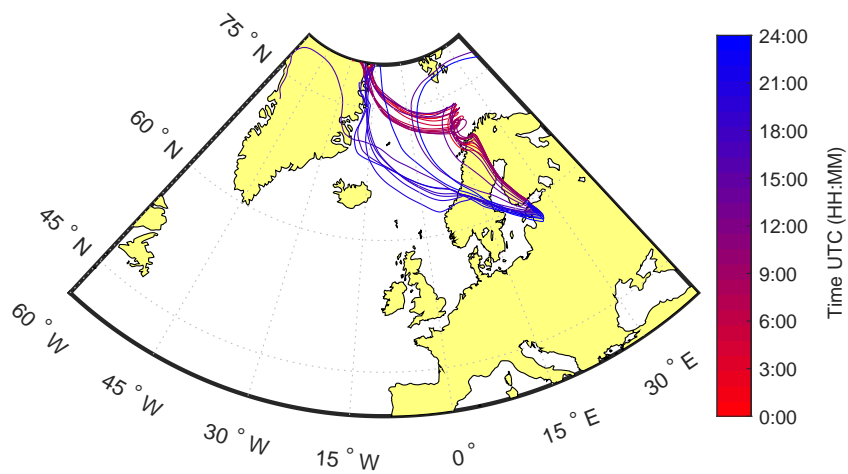 75 ° N
60 ° N
45 ° N
60 ° W
45 ° W
30 ° W
15 ° W
0 °
15 ° E
30 ° E
24:00
21:00
18:00
15:00
12:00
9:00
6:00
3:00
0:00
Time UTC (HH:MM)